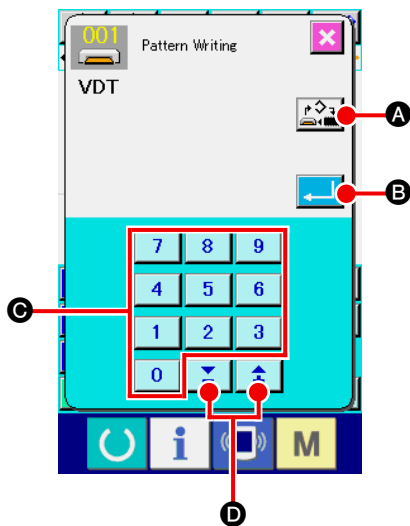 001
Pattern Writing
VDT
A
B
7 8 9
4 5 6
C
1 2 3
0
i M
D